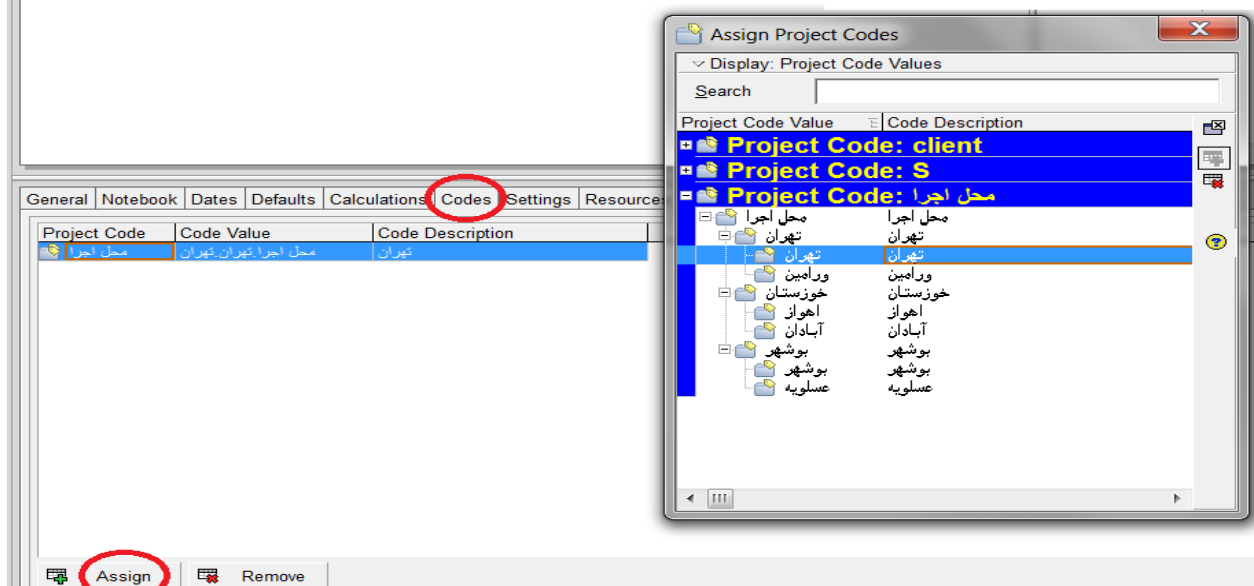 Assign Project Codes
Display: Project Code Values
Search
Project Code Value Code Description
Project Code: client
Project Code: S
Project Code: محل اجرا
محل اجرا محل اجرا
تهران تهران
تهران تهران
ورامین ورامین
خوزستان خوزستان
اهواز اهواز
آبادان آبادان
بوشهر بوشهر
بوشهر بوشهر
عسلویه عسلویه
General Notebook Dates Defaults Calculations Codes Settings
Project Code Code Value Code Description
محل اجرا محل اجرا.تهران.تهران تهران
Assign Remove